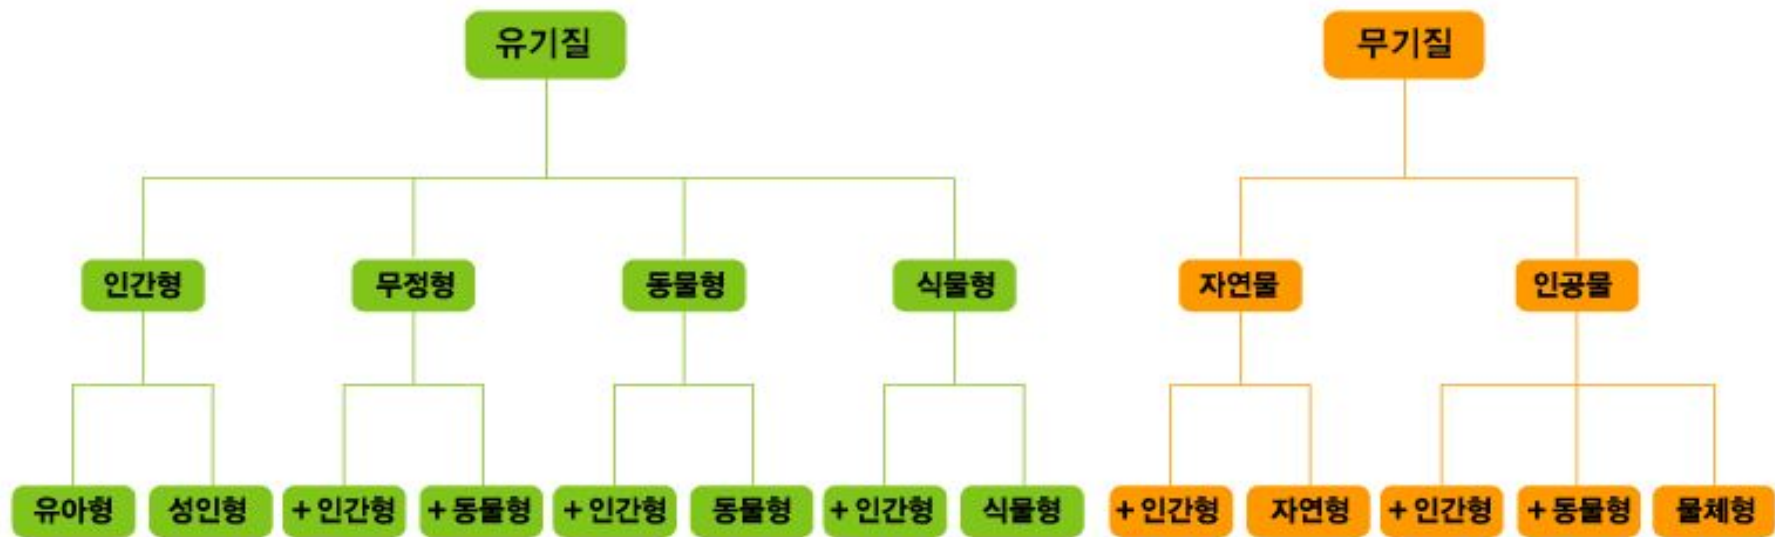 유기질 무기질
인간형 무정형 동물형 식물형 자연물 인공물
유아형 성인형 + 인간형 + 동물형 + 인간형 동물형 + 인간형 식물형 + 인간형 자연형 + 인간형 + 동물형 물체형